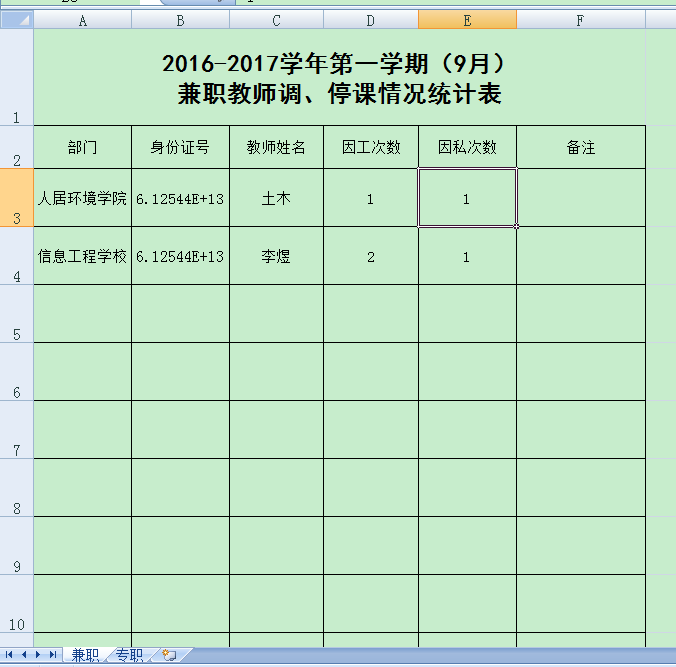 A B C D E F
1 2016-2017学年第一学期（9月）
兼职教师调、停课情况统计表
2 部门 身份证号 教师姓名 因工次数 因私次数 备注
3 人居环境学院 6.12544E+13 土木 1 1
4 信息工程学校 6.12544E+13 李煜 2 1
5
6
7
8
9
10
兼职 专职